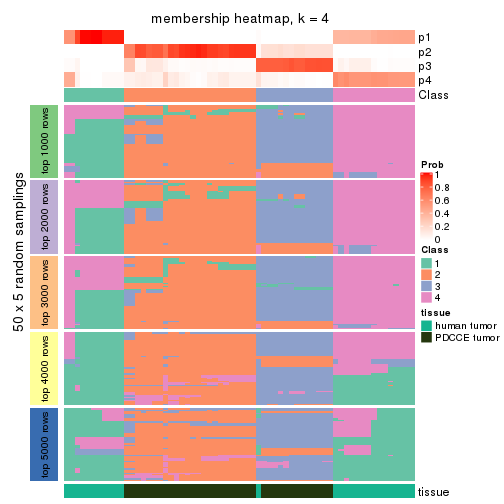 membership heatmap, k = 4
p1
p2
p3
p4
Class
50 x 5 random samplings
top 1000 rows
top 2000 rows
top 3000 rows
top 4000 rows
top 5000 rows
Prob
1
0.8
0.6
0.4
0.2
0
Class
1
2
3
4
tissue
human tumor
PDCCE tumor
tissue